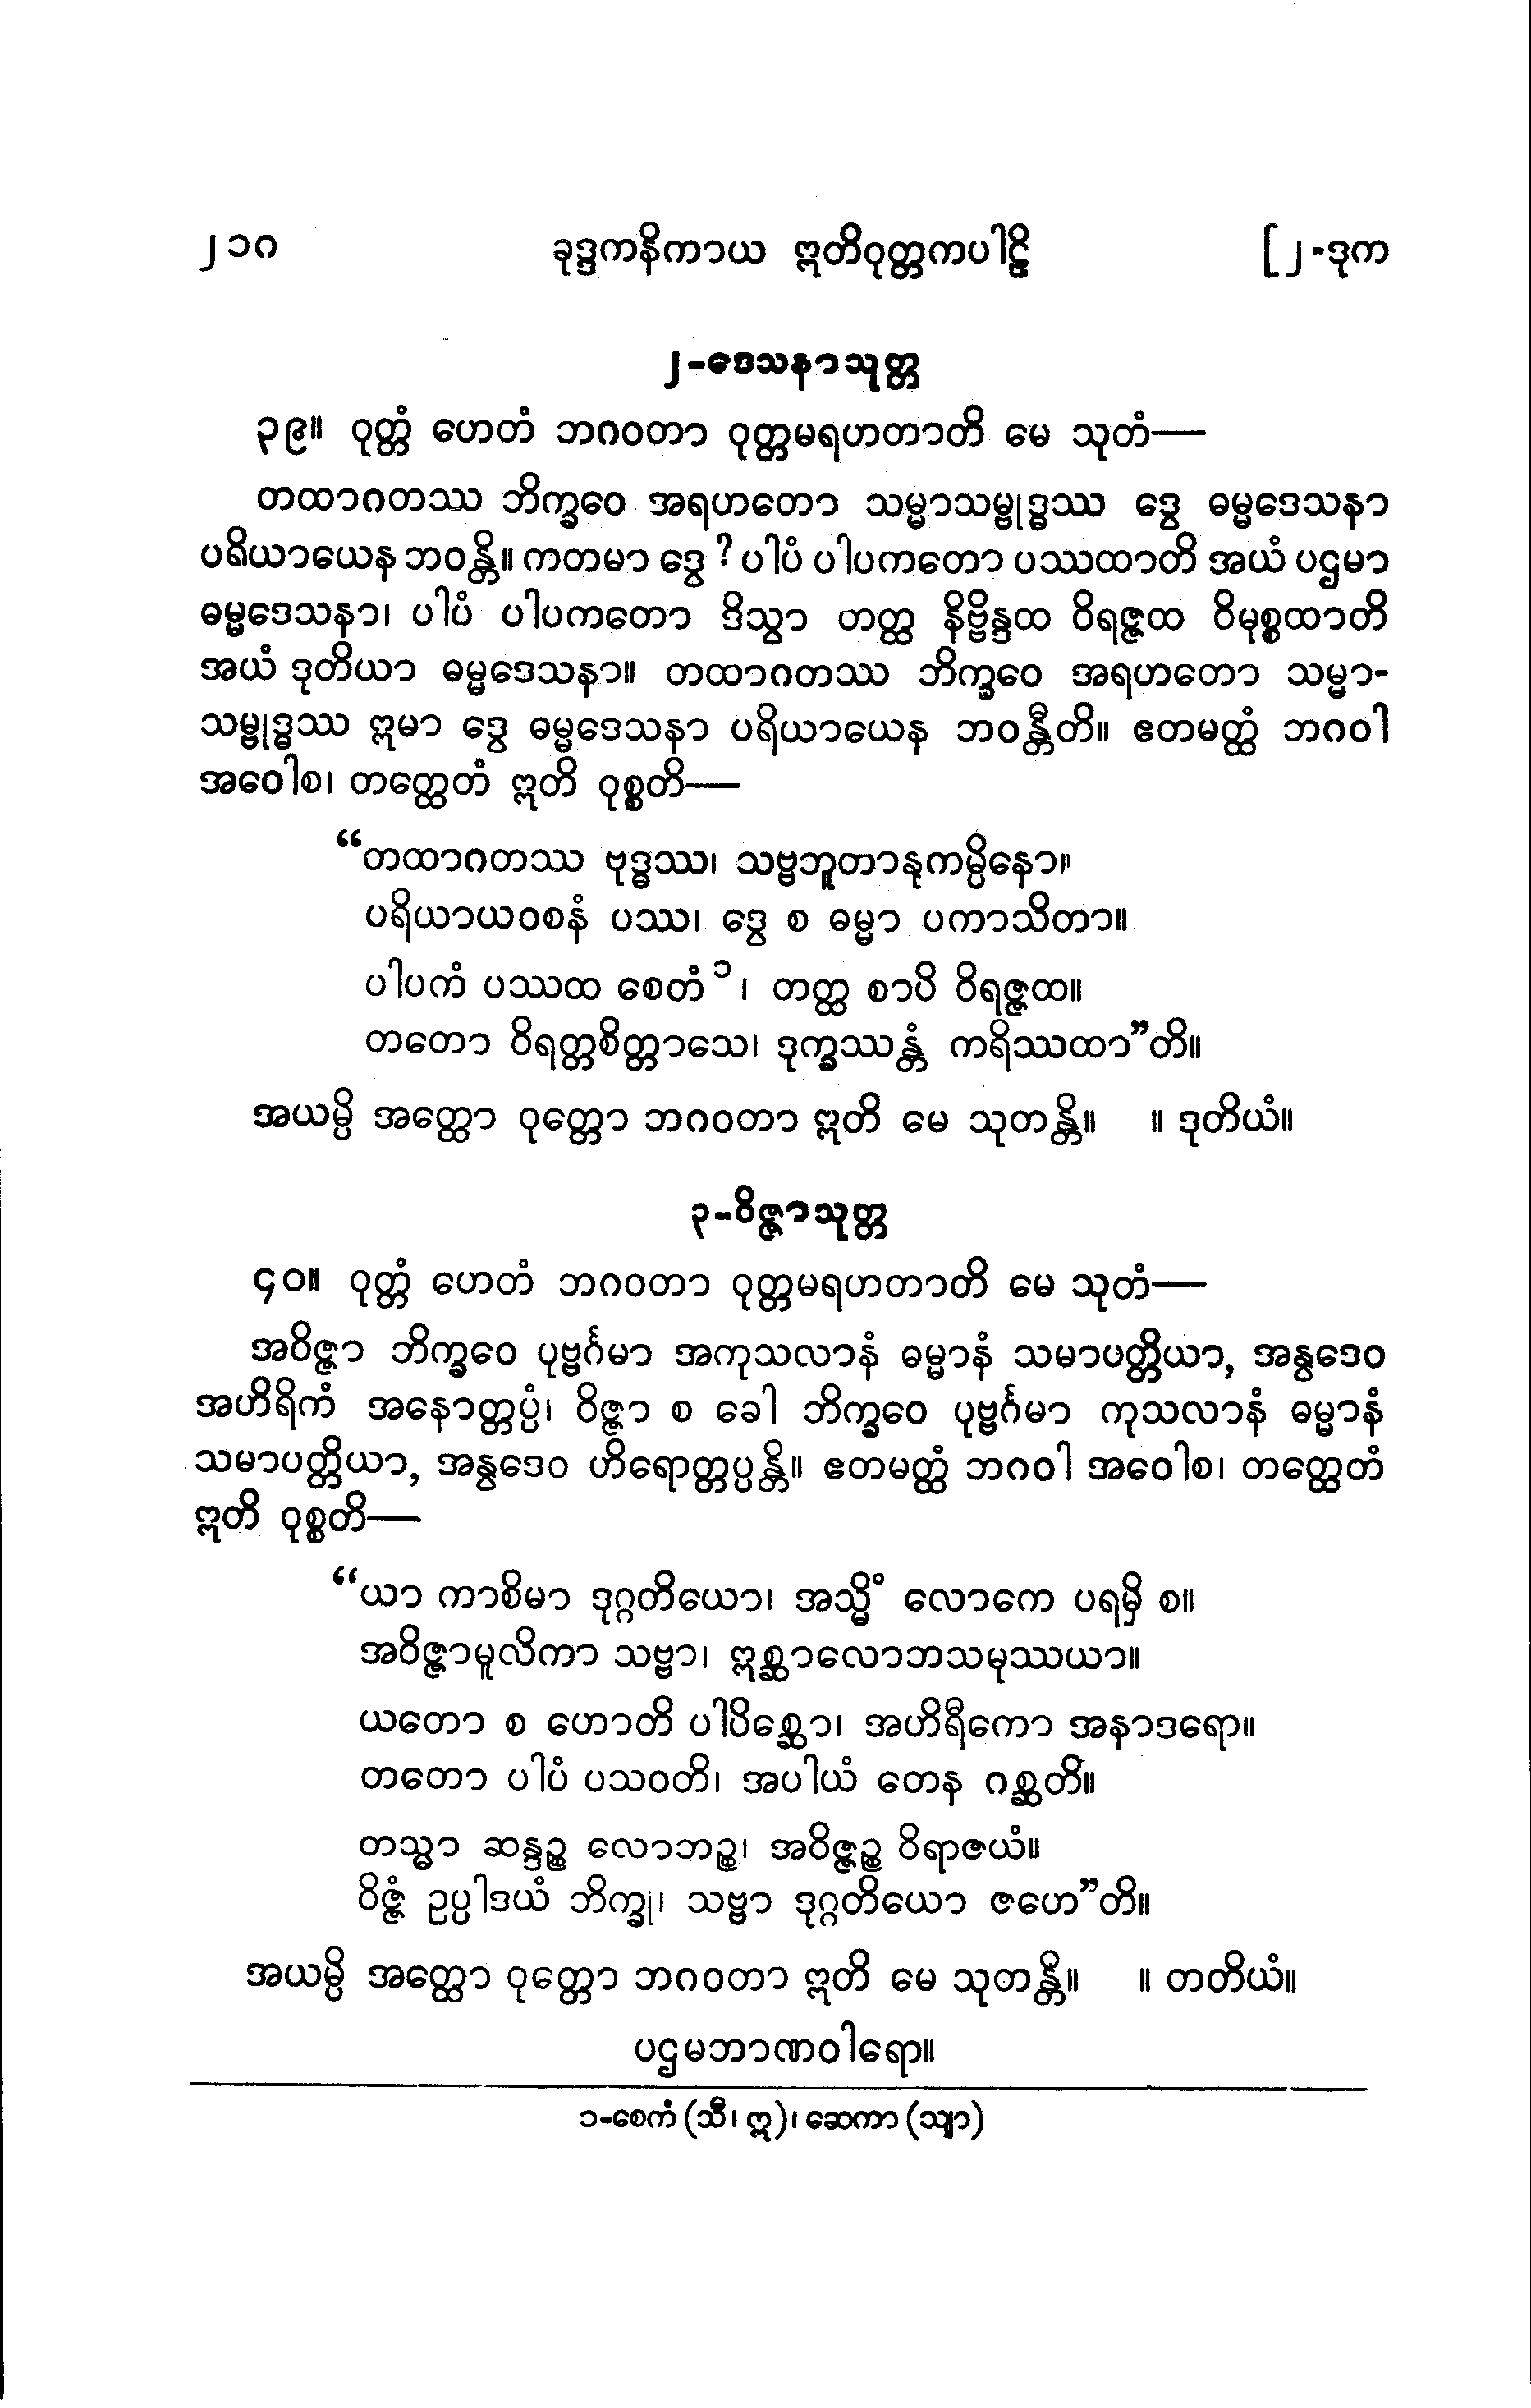 ၂၁၈ ခုဒ္ဒကနိကာယ ဣတိဝုတ္တကပါဠိ [၂-ဒုက
၂-ဒေသနာသုတ္တ
၃၉။ ဝုတ္တံ ဟေတံ ဘဂဝတာ ဝုတ္တမရဟတာတိ မေ သုတံ—
တထာဂတဿ ဘိက္ခဝေ အရဟတော သမ္မာသမ္ဗုဒ္ဓဿ ဒွေ ဓမ္မဒေသနာ
ပရိယာယေန ဘဝန္တိ။ ကတမာ ဒွေ ? ပါပံ ပါပကတော ပဿထာတိ အယံ ပဌမာ
ဓမ္မဒေသနာ၊ ပါပံ ပါပကတော ဒိသွာ တတ္ထ နိဗ္ဗိန္ဒထ ဝိရဇ္ဇထ ဝိမုစ္စထာတိ
အယံ ဒုတိယာ ဓမ္မဒေသနာ။ တထာဂတဿ ဘိက္ခဝေ အရဟတော သမ္မာ-
သမ္ဗုဒ္ဓဿ ဣမာ ဒွေ ဓမ္မဒေသနာ ပရိယာယေန ဘဝန္တီတိ။ ဧတမတ္ထံ ဘဂဝါ
အဝေါစ၊ တတ္ထေတံ ဣတိ ဝုစ္စတိ—
“တထာဂတဿ ဗုဒ္ဓဿ၊ သဗ္ဗဘူတာနုကမ္ပိနော။
ပရိယာယဝစနံ ပဿ၊ ဒွေ စ ဓမ္မာ ပကာသိတာ။
ပါပကံ ပဿထ စေတံ ၁၊ တတ္ထ စာပိ ဝိရဇ္ဇထ။
တတော ဝိရတ္တစိတ္တာသေ၊ ဒုက္ခဿန္တံ ကရိဿထာ”တိ။
အယမ္ပိ အတ္ထော ဝုတ္တော ဘဂဝတာ ဣတိ မေ သုတန္တိ။ ။ ဒုတိယံ။
၃-ဝိဇ္ဇာသုတ္တ
၄၀။ ဝုတ္တံ ဟေတံ ဘဂဝတာ ဝုတ္တမရဟတာတိ မေ သုတံ—
အဝိဇ္ဇာ ဘိက္ခဝေ ပုဗ္ဗင်္ဂမာ အကုသလာနံ ဓမ္မာနံ သမာပတ္တိယာ, အနွဒေဝ
အဟိရိကံ အနောတ္တပ္ပံ၊ ဝိဇ္ဇာ စ ခေါ ဘိက္ခဝေ ပုဗ္ဗင်္ဂမာ ကုသလာနံ ဓမ္မာနံ
သမာပတ္တိယာ, အနွဒေဝ ဟိရောတ္တပ္ပန္တိ။ ဧတမတ္ထံ ဘဂဝါ အဝေါစ၊ တတ္ထေတံ
ဣတိ ဝုစ္စတိ—
“ယာ ကာစိမာ ဒုဂ္ဂတိယော၊ အသ္မိံ လောကေ ပရမှိ စ။
အဝိဇ္ဇာမူလိကာ သဗ္ဗာ၊ ဣစ္ဆာလောဘသမုဿယာ။
ယတော စ ဟောတိ ပါပိစ္ဆော၊ အဟိရီကော အနာဒရော။
တတော ပါပံ ပသဝတိ၊ အပါယံ တေန ဂစ္ဆတိ။
တသ္မာ ဆန္ဒဉ္စ လောဘဉ္စ၊ အဝိဇ္ဇဉ္စ ဝိရာဇယံ။
ဝိဇ္ဇံ ဥပ္ပါဒယံ ဘိက္ခု၊ သဗ္ဗာ ဒုဂ္ဂတိယော ဇဟေ”တိ။
အယမ္ပိ အတ္ထော ဝုတ္တော ဘဂဝတာ ဣတိ မေ သုတန္တိ။ ။ တတိယံ။
ပဌမဘာဏဝါရော။
၁-စေကံ (သီ၊ ဣ)၊ ဆေကာ (သျာ)